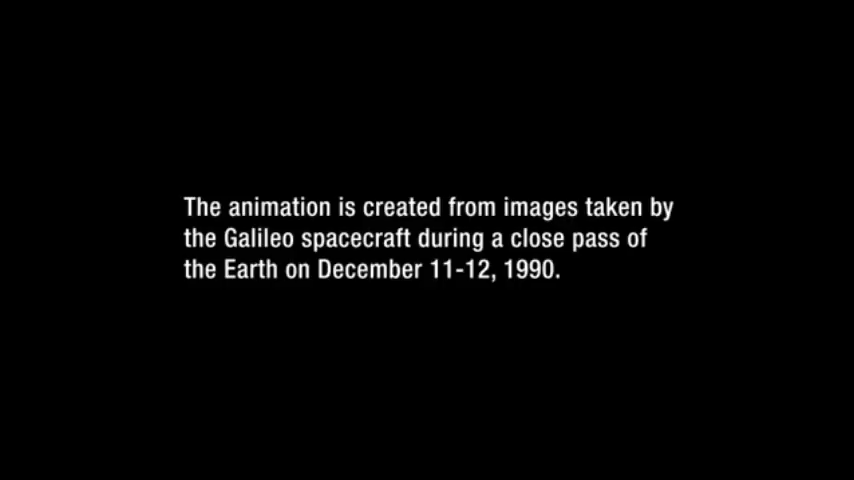 The animation is created from images taken by
the Galileo spacecraft during a close pass of
the Earth on December 11-12, 1990.